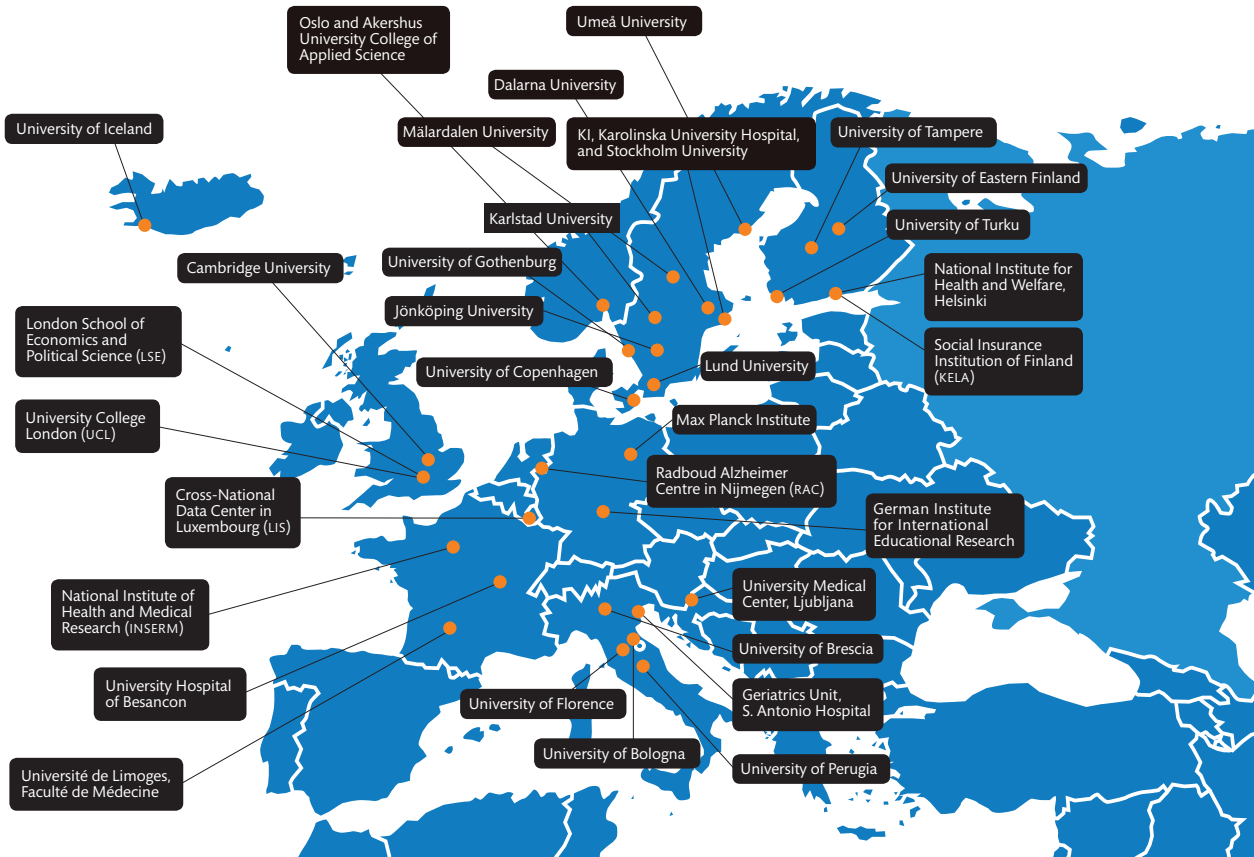 Oslo and Akershus
University College of
Applied Science
Umeå University
Dalarna University
University of Iceland
Mälardalen University
KI, Karolinska University Hospital,
and Stockholm University
University of Tampere
University of Eastern Finland
Karlstad University
University of Turku
Cambridge University
University of Gothenburg
National Institute for
Health and Welfare,
Helsinki
Jönköping University
London School of
Economics and
Political Science (LSE)
Social Insurance
Institution of Finland
(KELA)
University of Copenhagen
Lund University
University College
London (UCL)
Max Planck Institute
Radboud Alzheimer
Centre in Nijmegen (RAC)
Cross-National
Data Center in
Luxembourg (LIS)
German Institute
for International
Educational Research
National Institute of
Health and Medical
Research (INSERM)
University Medical
Center, Ljubljana
University of Brescia
University Hospital
of Besancon
University of Florence
Geriatrics Unit,
S. Antonio Hospital
University of Bologna
University of Perugia
Université de Limoges,
Faculté de Médecine